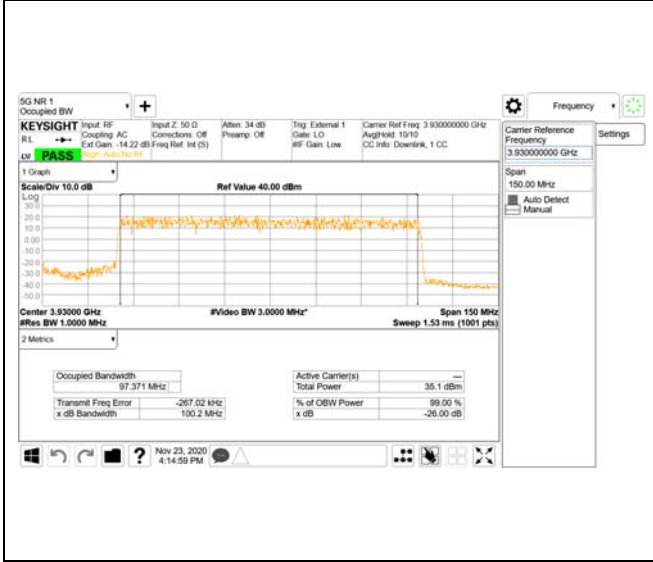 5G NR 1
Occupied BW
Frequency
KEYSIGHT
Input: RF
Input Z: 50 Ω
Atten: 34 dB
Trig: External 1
Carrier Ref Freq: 3.930000000 GHz
RL
Coupling: AC
Corrections: Off
Preamp: Off
Gate: LO
Avg|Hold: 10/10
Ext Gain: -14.22 dB
Freq Ref: Int (S)
#IF Gain: Low
CC Info: Downlink, 1 CC
PASS
Align: Auto/No RF
Carrier Reference
Frequency
3.930000000 GHz
Settings
Span
150.00 MHz
Auto Detect
Manual
1 Graph
Scale/Div 10.0 dB
Ref Value 40.00 dBm
Log
30.0
20.0
10.0
0.00
-10.0
-20.0
-30.0
-40.0
-50.0
Center 3.93000 GHz
#Video BW 3.0000 MHz*
Span 150 MHz
#Res BW 1.0000 MHz
Sweep 1.53 ms (1001 pts)
2 Metrics
Occupied Bandwidth
97.371 MHz
Active Carrier(s)
---
Total Power
35.1 dBm
Transmit Freq Error
-267.02 kHz
% of OBW Power
99.00 %
x dB Bandwidth
100.2 MHz
x dB
-26.00 dB
?
Nov 23, 2020
4:14:59 PM